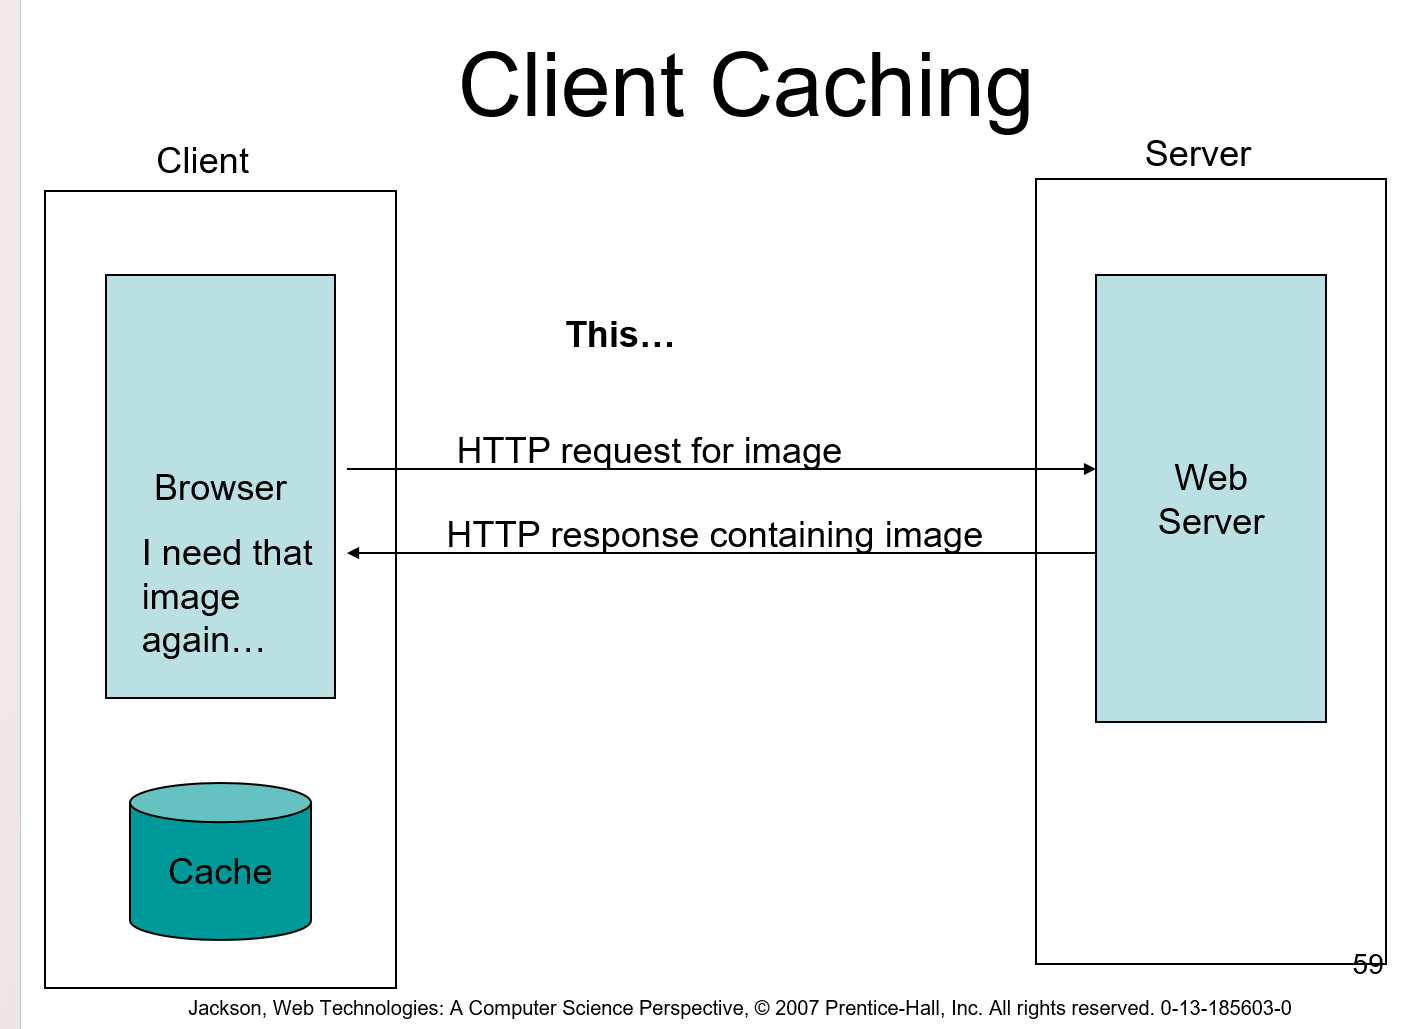 Client Caching
Client
Server
This…
HTTP request for image
Browser
Web
Server
HTTP response containing image
I need that
image
again…
Cache
59
Jackson, Web Technologies: A Computer Science Perspective, © 2007 Prentice-Hall, Inc. All rights reserved. 0-13-185603-0